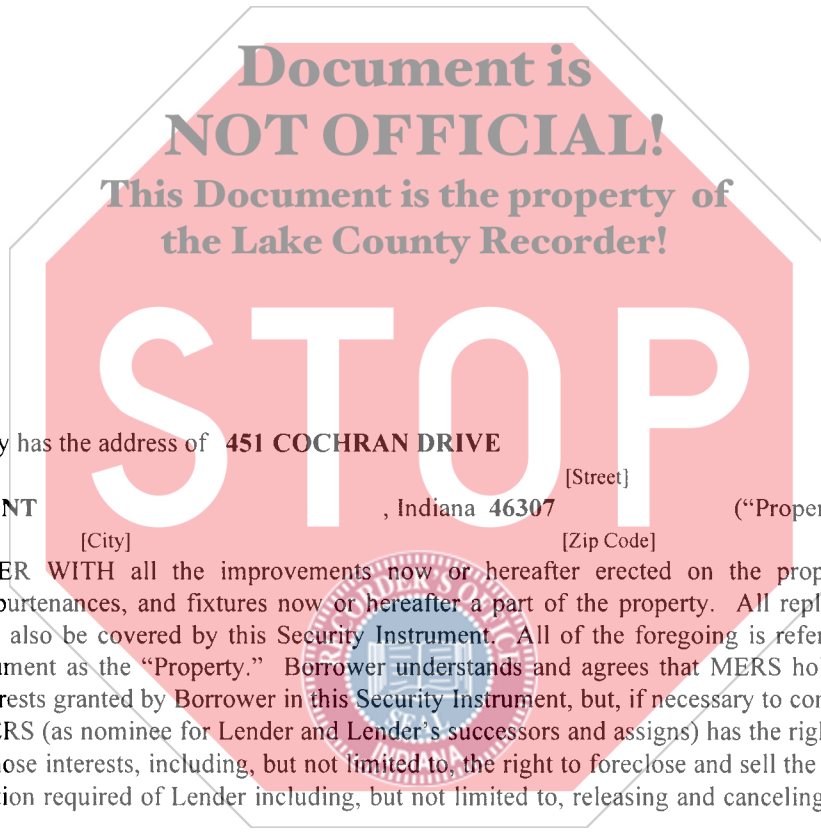 Document is
NOT OFFICIAL!
This Document is the property of
the Lake County Recorder!
STOP
y has the address of 451 COCHRAN DRIVE
[Street]
NT , Indiana 46307 ("Proper
[City] [Zip Code]
ER WITH all the improvements now or hereafter erected on the prop
purtenances, and fixtures now or hereafter a part of the property. All repl
also be covered by this Security Instrument. All of the foregoing is refer
ument as the "Property." Borrower understands and agrees that MERS ho
rests granted by Borrower in this Security Instrument, but, if necessary to con
ERS (as nominee for Lender and Lender's successors and assigns) has the righ
hose interests, including, but not limited to, the right to foreclose and sell the
tion required of Lender including, but not limited to, releasing and canceling
RECORDER'S OFFICE
SEAL
INDIANA